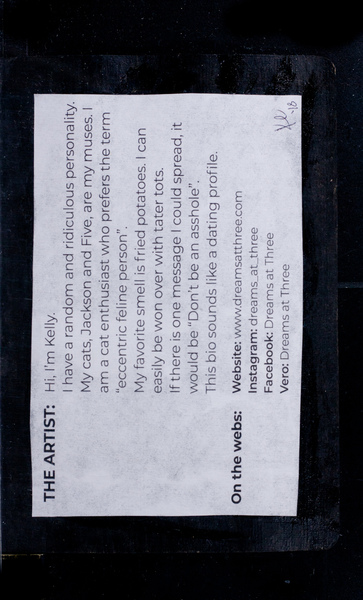 THE ARTIST: Hi, I'm Kelly.
I have a random and ridiculous personality.
My cats, Jackson and Five, are my muses. I
am a cat enthusiast who prefers the term
"eccentric feline person".
My favorite smell is fried potatoes. I can
easily be won over with tater tots.
If there is one message I could spread, it
would be "Don't be an asshole".
This bio sounds like a dating profile.
On the webs: Website: www.dreamsatthree.com
Instagram: dreams_at_three
Facebook: Dreams at Three
Vero: Dreams at Three